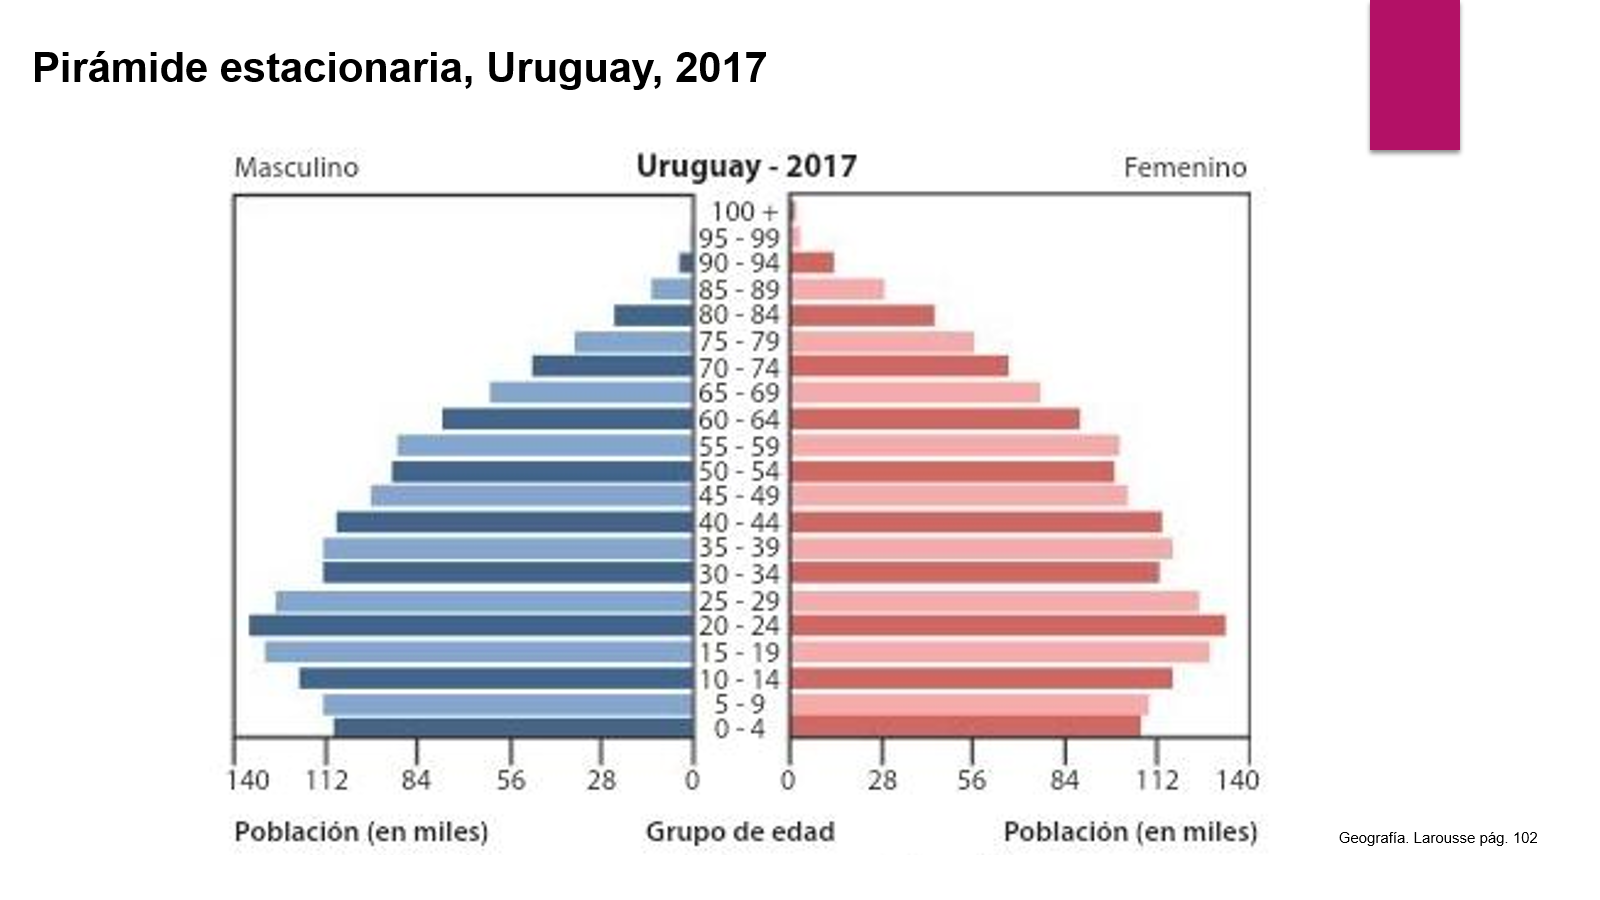 Pirámide estacionaria, Uruguay, 2017
Masculino Uruguay - 2017 Femenino
100 +
95 - 99
90 - 94
85 - 89
80 - 84
75 - 79
70 - 74
65 - 69
60 - 64
55 - 59
50 - 54
45 - 49
40 - 44
35 - 39
30 - 34
25 - 29
20 - 24
15 - 19
10 - 14
5 - 9
0 - 4
140 112 84 56 28 0 0 28 56 84 112 140
Población (en miles) Grupo de edad Población (en miles)
Geografía. Larousse pág. 102